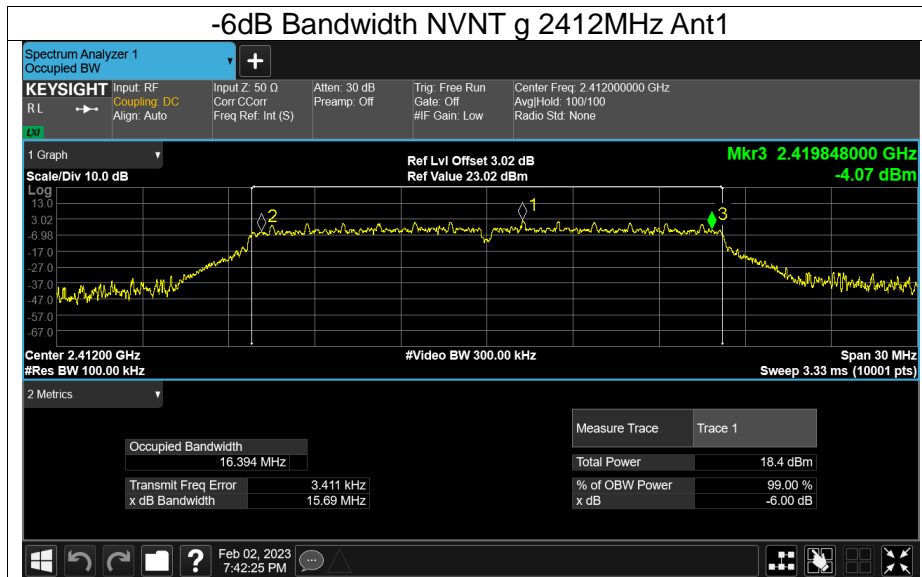 -6dB Bandwidth NVNT g 2412MHz Ant1
Spectrum Analyzer 1
Occupied BW
+
KEYSIGHT
R L
LXI
Input: RF
Coupling: DC
Align: Auto
Input Z: 50 Ω
Corr CCorr
Freq Ref: Int (S)
Atten: 30 dB
Preamp: Off
Trig: Free Run
Gate: Off
#IF Gain: Low
Center Freq: 2.412000000 GHz
Avg|Hold: 100/100
Radio Std: None
1 Graph
Scale/Div 10.0 dB
Ref Lvl Offset 3.02 dB
Ref Value 23.02 dBm
Mkr3 2.419848000 GHz
-4.07 dBm
Log
13.0
3.02
-6.98
-17.0
-27.0
-37.0
-47.0
-57.0
-67.0
2
1
3
Center 2.41200 GHz
#Res BW 100.00 kHz
#Video BW 300.00 kHz
Span 30 MHz
Sweep 3.33 ms (10001 pts)
2 Metrics
Occupied Bandwidth
16.394 MHz
Transmit Freq Error 3.411 kHz
x dB Bandwidth 15.69 MHz
Measure Trace Trace 1
Total Power 18.4 dBm
% of OBW Power 99.00 %
x dB -6.00 dB
?
Feb 02, 2023
7:42:25 PM